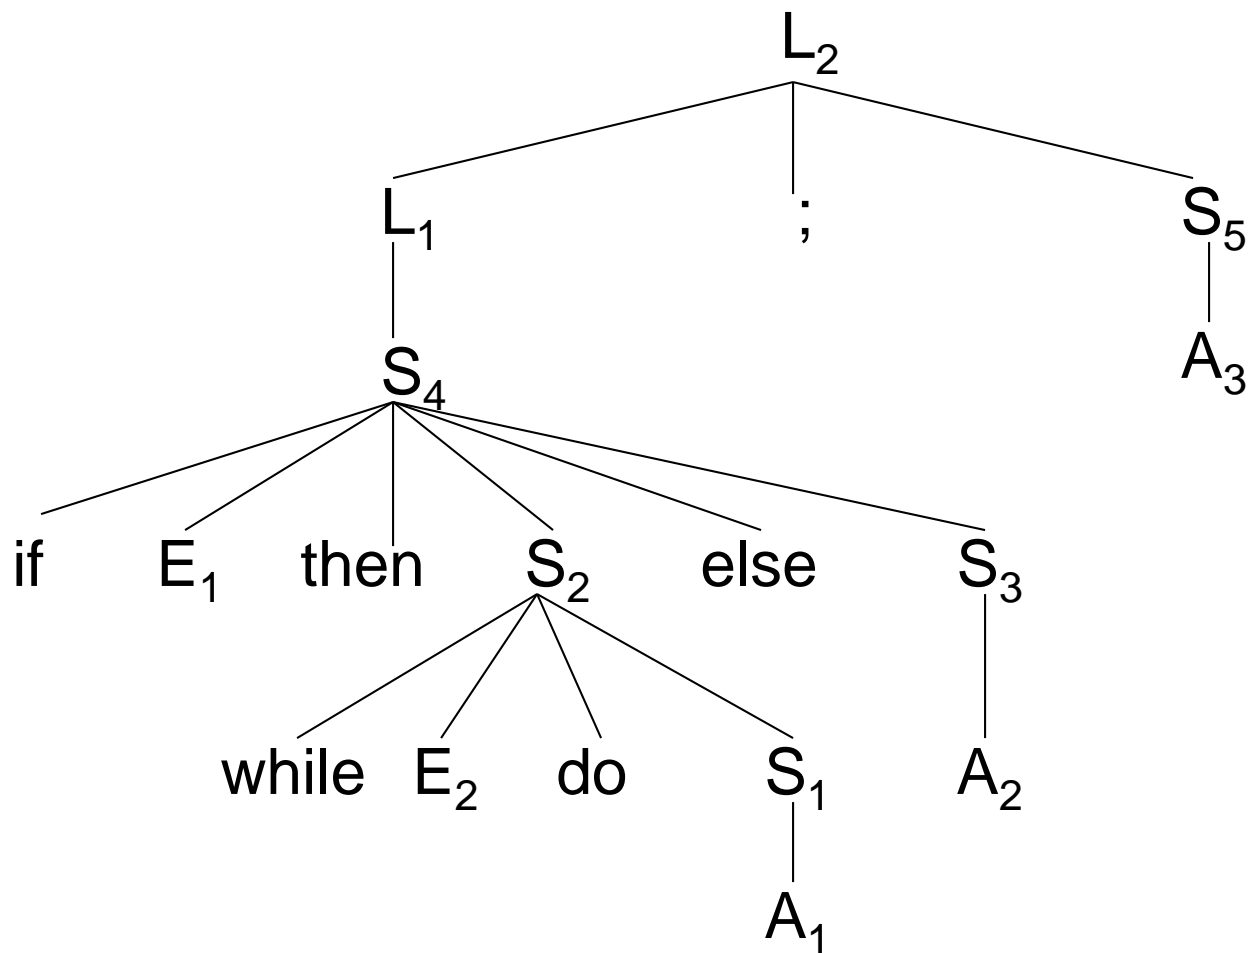 L₂
L₁ ; S₅
A₃
S₄
if E₁ then S₂ else S₃
while E₂ do S₁ A₂
A₁